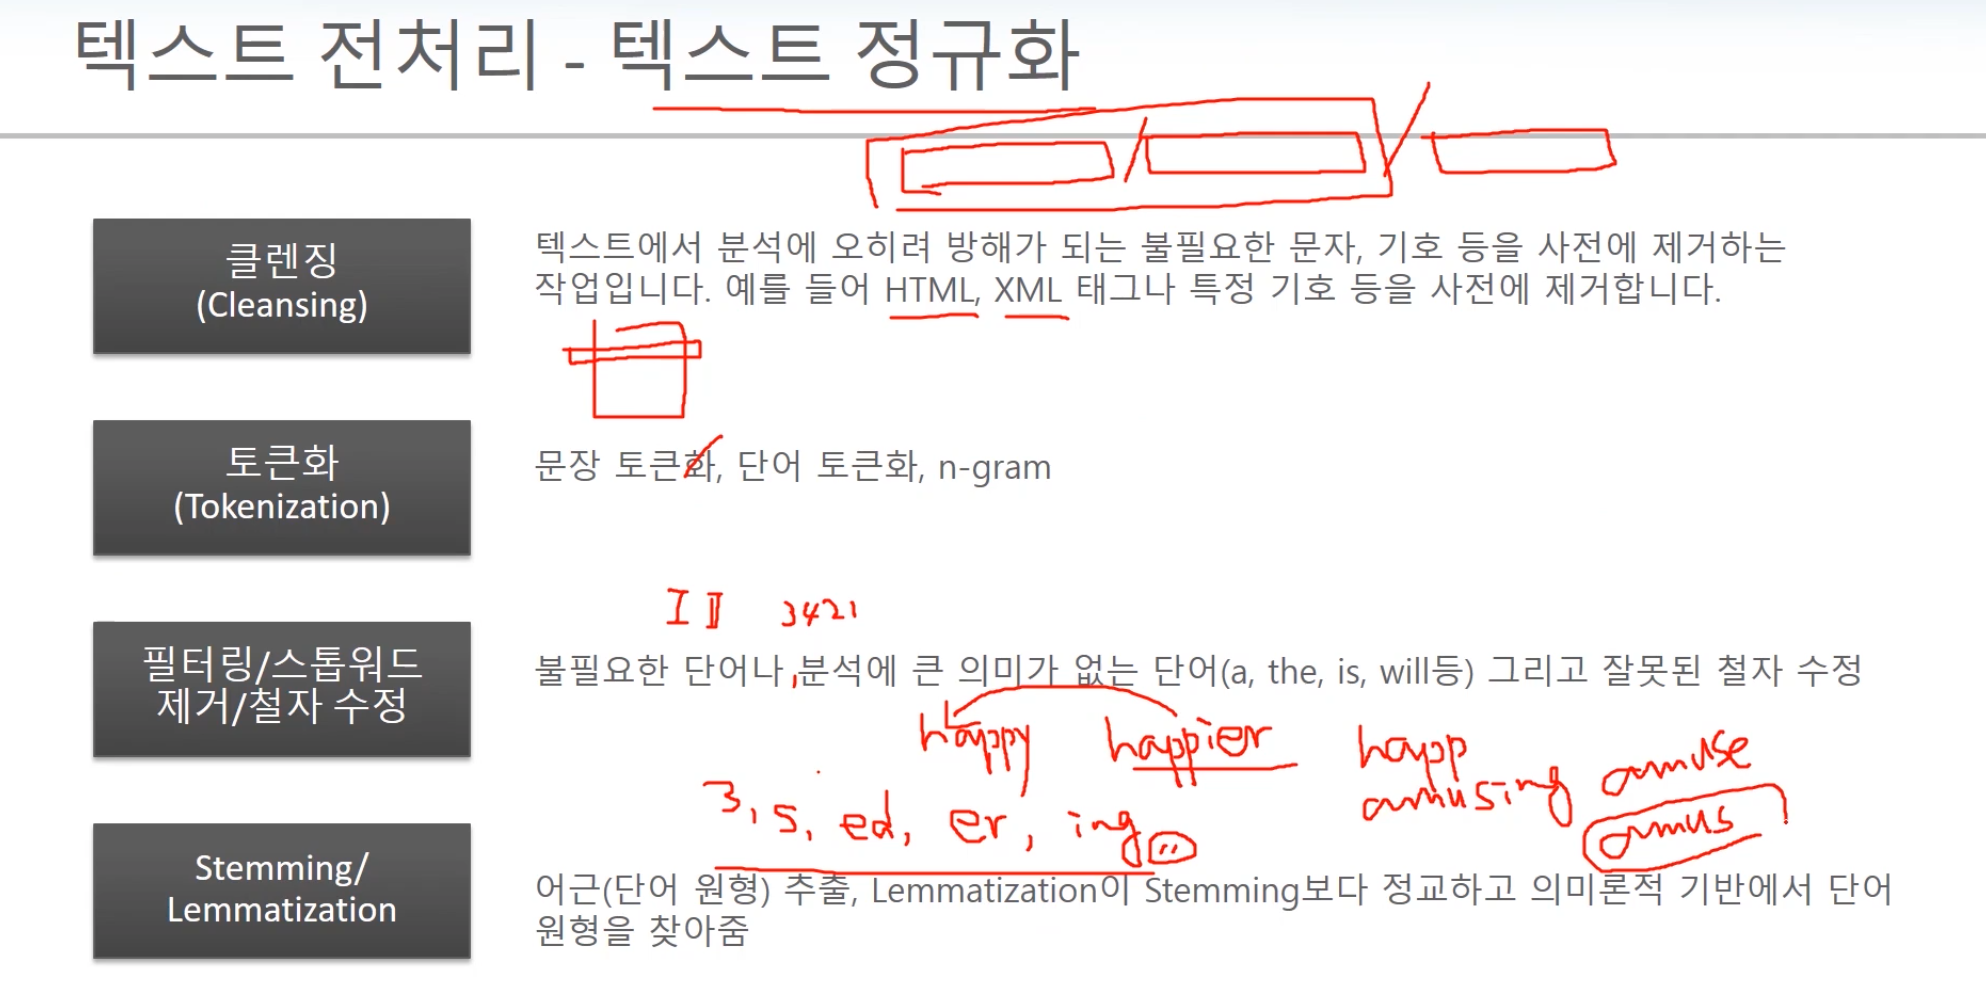 텍스트 전처리 - 텍스트 정규화
클렌징
(Cleansing)
텍스트에서 분석에 오히려 방해가 되는 불필요한 문자, 기호 등을 사전에 제거하는
작업입니다. 예를 들어 HTML, XML 태그나 특정 기호 등을 사전에 제거합니다.
토큰화
(Tokenization)
문장 토큰화, 단어 토큰화, n-gram
I II 3421
필터링/스톱워드
제거/철자 수정
불필요한 단어나 분석에 큰 의미가 없는 단어(a, the, is, will등) 그리고 잘못된 철자 수정
happy happier happ
amusing amuse
3, s, ed, er, ing
amus
Stemming/
Lemmatization
어근(단어 원형) 추출, Lemmatization이 Stemming보다 정교하고 의미론적 기반에서 단어
원형을 찾아줌